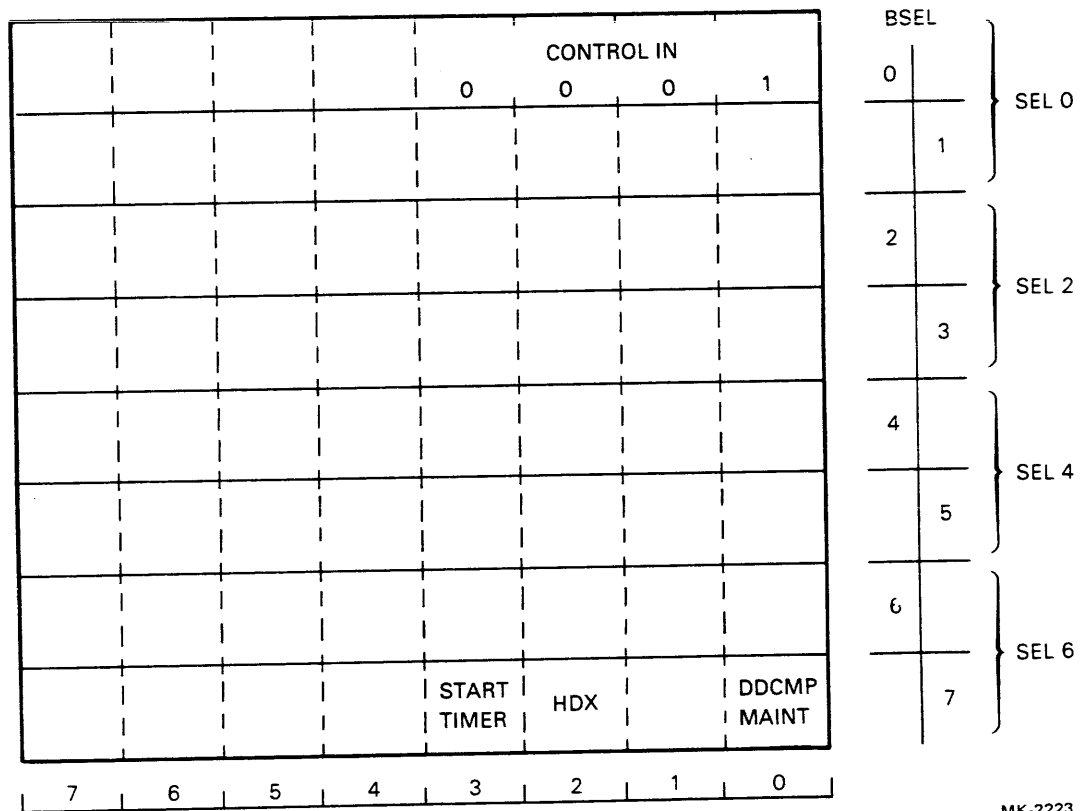 BSEL
CONTROL IN
0 0 0 1
0
SEL 0
1
2
SEL 2
3
4
SEL 4
5
6
SEL 6
START TIMER HDX DDCMP MAINT
7
7 6 5 4 3 2 1 0
MK-2223